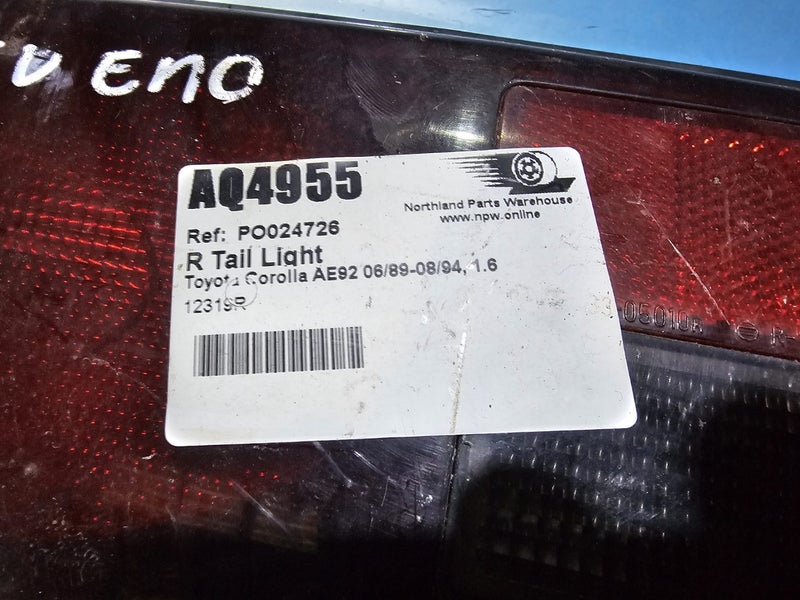 ENO
AQ4955
Northland Parts Warehouse
www.npw.online
Ref: PO024726
R Tail Light
Toyota Corolla AE92 06/89-08/94, 1.6
12319R